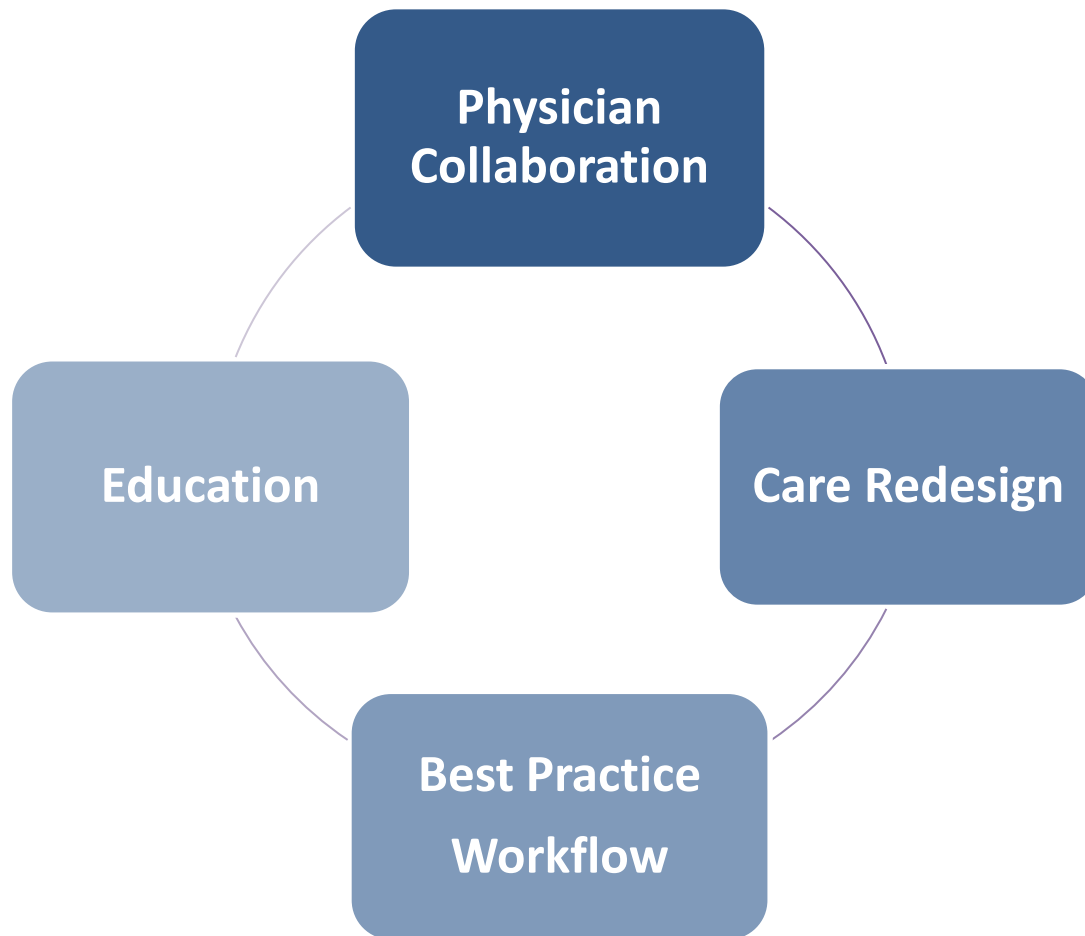 Physician
Collaboration
Education
Care Redesign
Best Practice
Workflow